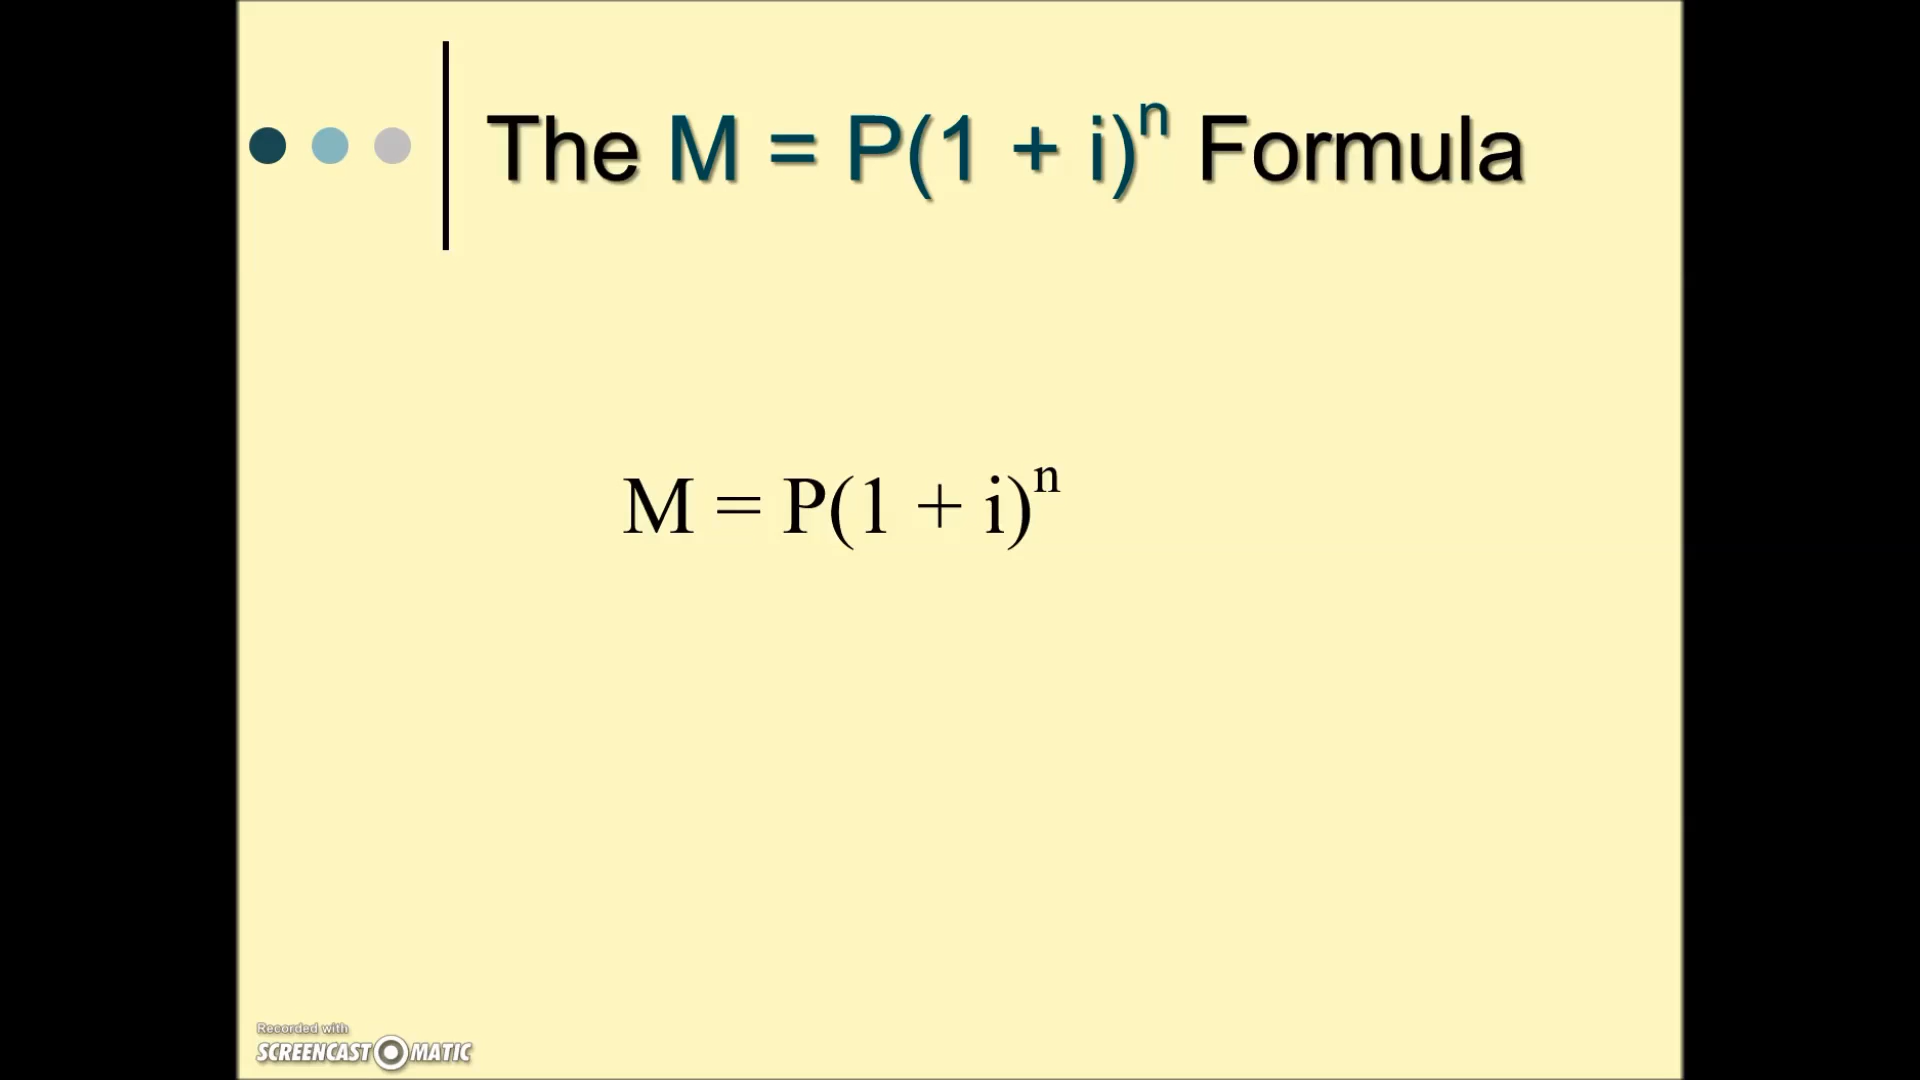 The M = P(1 + i)ⁿ Formula
M = P(1 + i)ⁿ
Recorded with
SCREENCAST MATIC